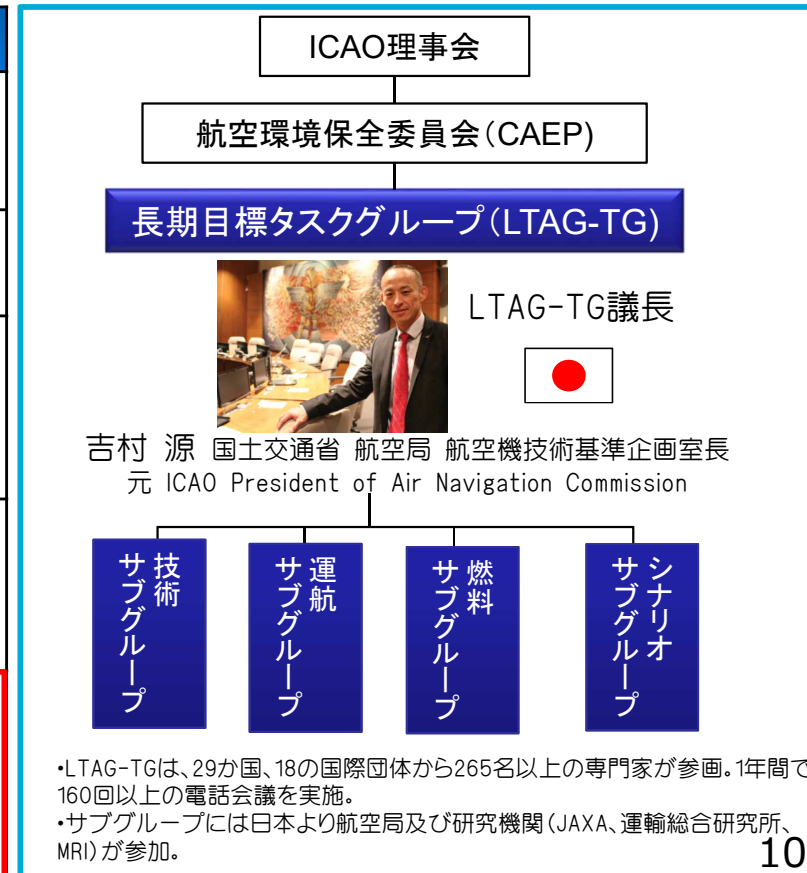 ICAO理事会
航空環境保全委員会(CAEP)
長期目標タスクグループ(LTAG-TG)
LTAG-TG議長
吉村 源 国土交通省 航空局 航空機技術基準企画室長
元 ICAO President of Air Navigation Commission
技術
サブグループ
運航
サブグループ
燃料
サブグループ
シナリオ
サブグループ
・LTAG-TGは、29か国、18の国際団体から265名以上の専門家が参画。1年間で
160回以上の電話会議を実施。
・サブグループには日本より航空局及び研究機関(JAXA、運輸総合研究所、
MRI)が参加。
10